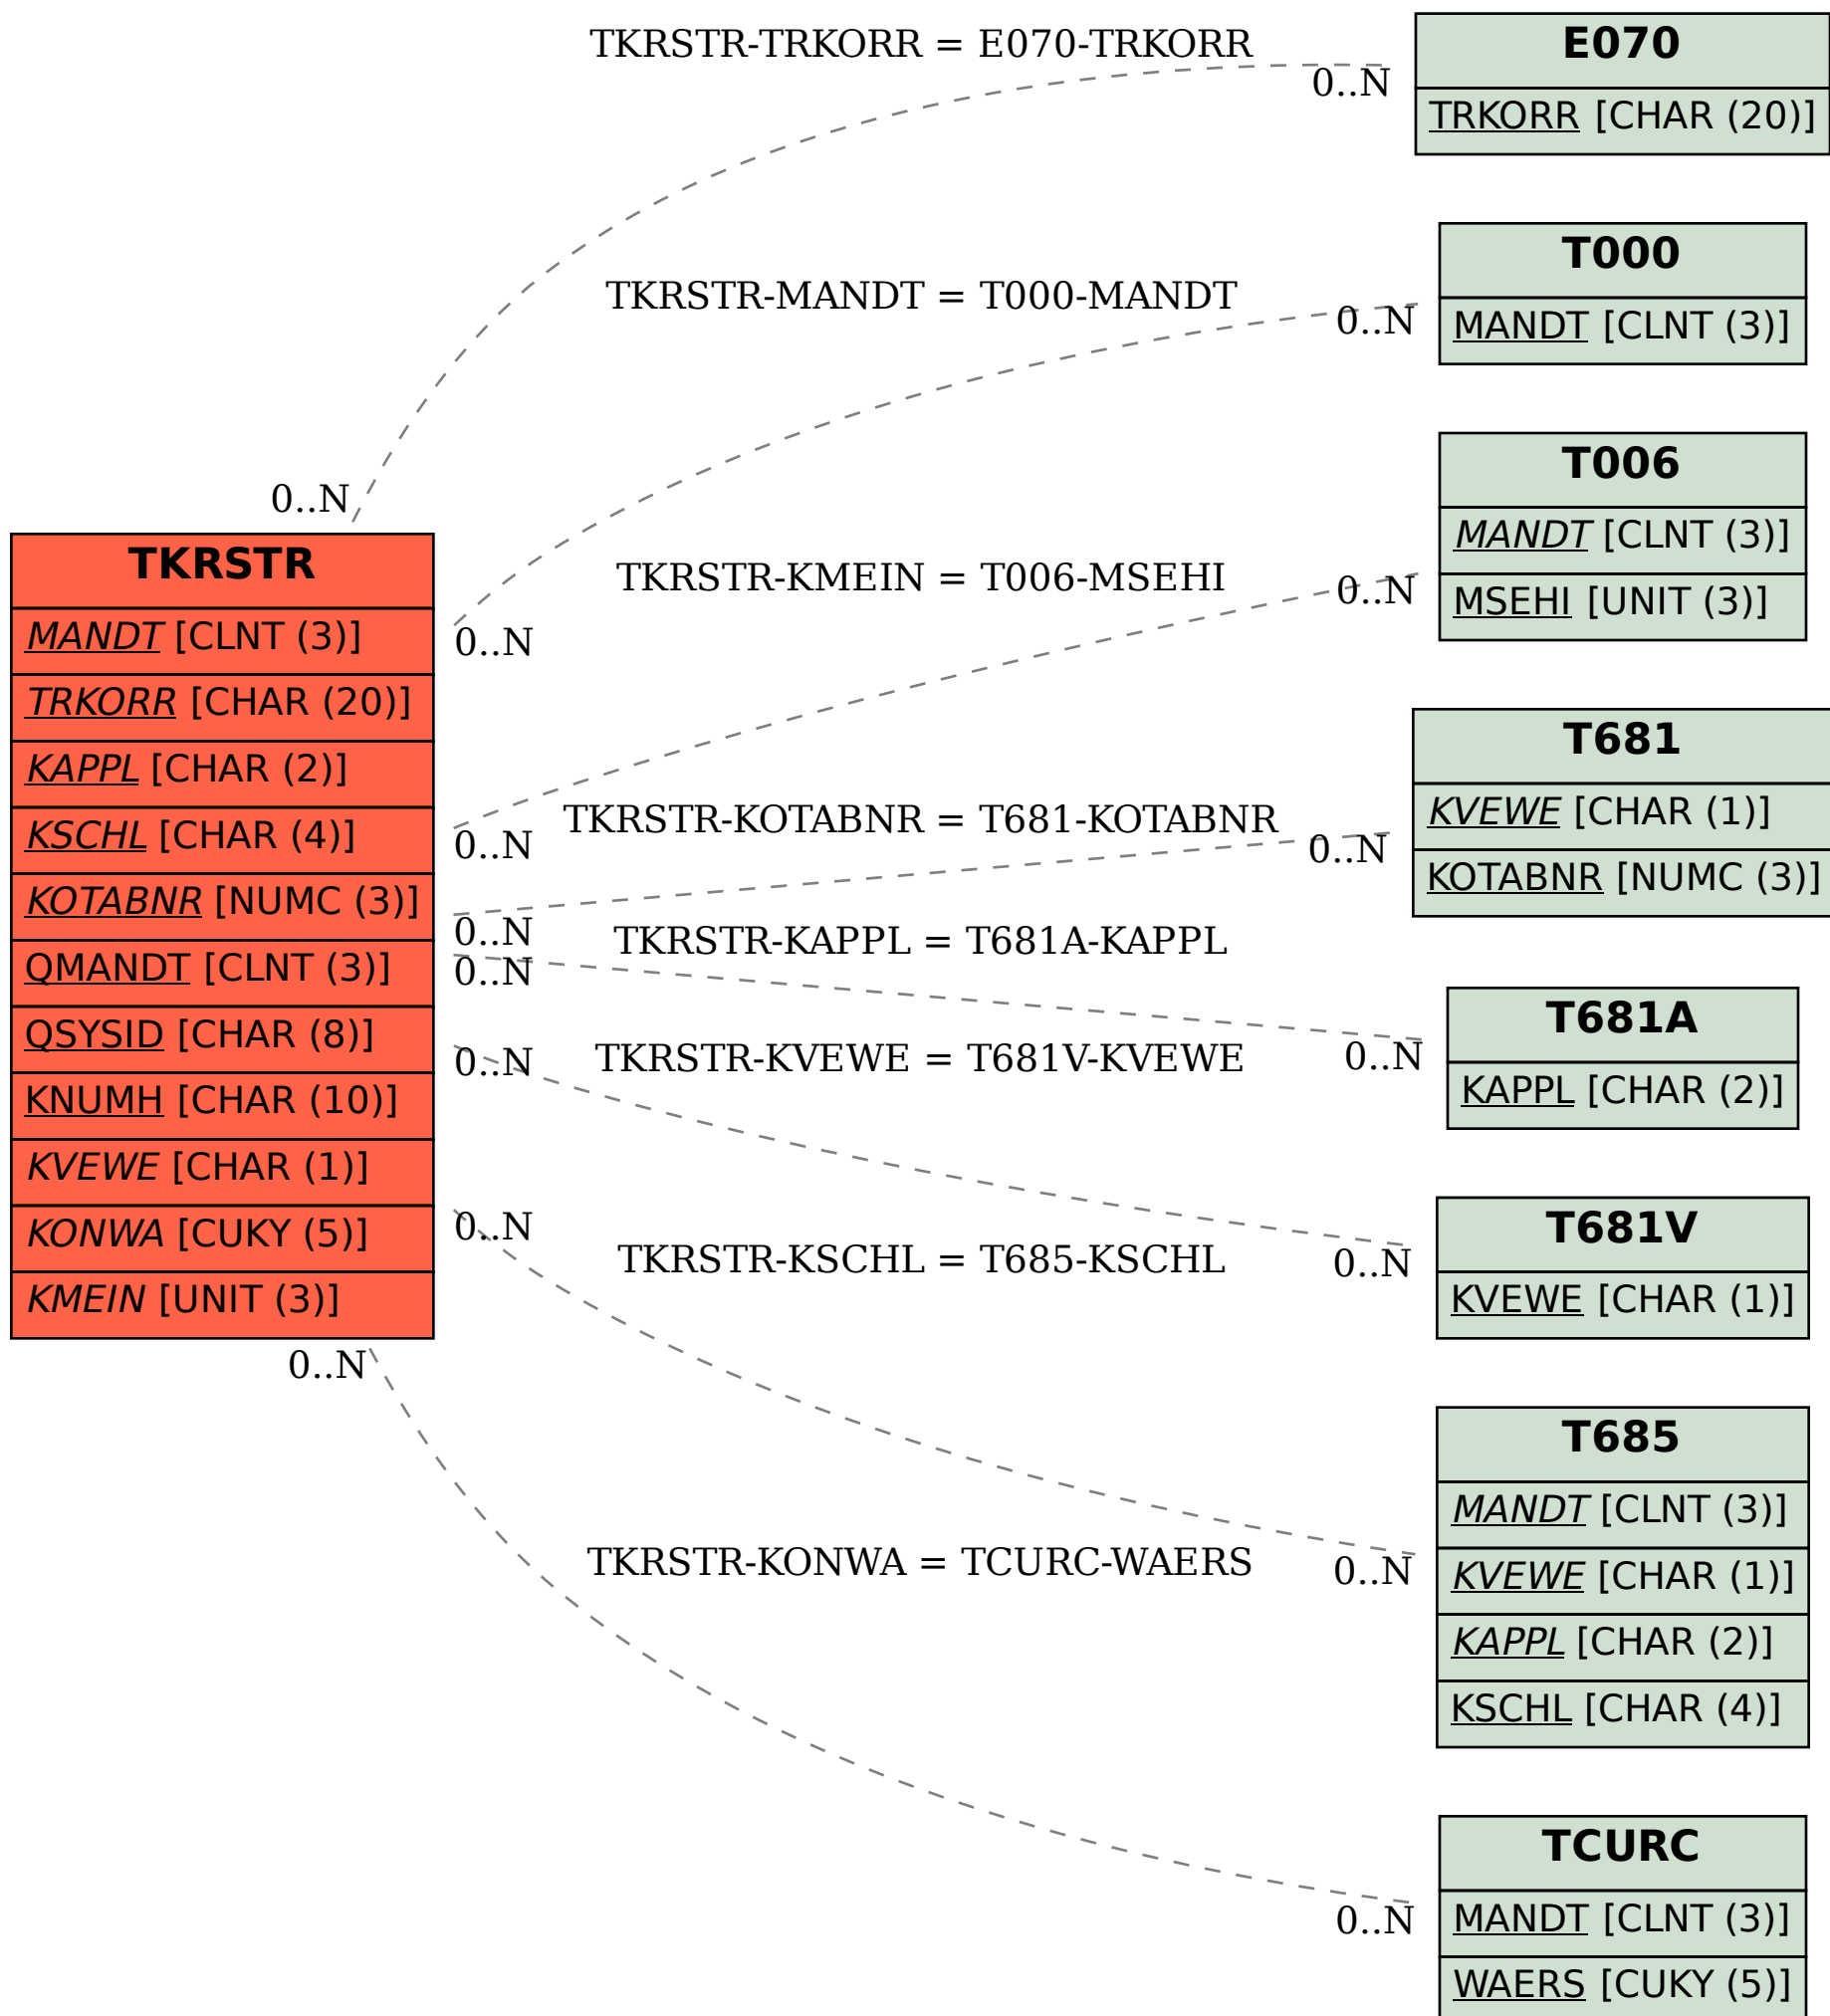 TKRSTR-TRKORR = E070-TRKORR
0..N
0..N
E070
TRKORR [CHAR (20)]
TKRSTR-MANDT = T000-MANDT
0..N
0..N
T000
MANDT [CLNT (3)]
TKRSTR-KMEIN = T006-MSEHI
0..N
0..N
T006
MANDT [CLNT (3)]
MSEHI [UNIT (3)]
TKRSTR
MANDT [CLNT (3)]
TRKORR [CHAR (20)]
KAPPL [CHAR (2)]
KSCHL [CHAR (4)]
KOTABNR [NUMC (3)]
QMANDT [CLNT (3)]
QSYSID [CHAR (8)]
KNUMH [CHAR (10)]
KVEWE [CHAR (1)]
KONWA [CUKY (5)]
KMEIN [UNIT (3)]
TKRSTR-KOTABNR = T681-KOTABNR
0..N
0..N
T681
KVEWE [CHAR (1)]
KOTABNR [NUMC (3)]
TKRSTR-KAPPL = T681A-KAPPL
0..N
0..N
T681A
KAPPL [CHAR (2)]
TKRSTR-KVEWE = T681V-KVEWE
0..N
0..N
T681V
KVEWE [CHAR (1)]
TKRSTR-KSCHL = T685-KSCHL
0..N
0..N
T685
MANDT [CLNT (3)]
KVEWE [CHAR (1)]
KAPPL [CHAR (2)]
KSCHL [CHAR (4)]
TKRSTR-KONWA = TCURC-WAERS
0..N
0..N
TCURC
MANDT [CLNT (3)]
WAERS [CUKY (5)]